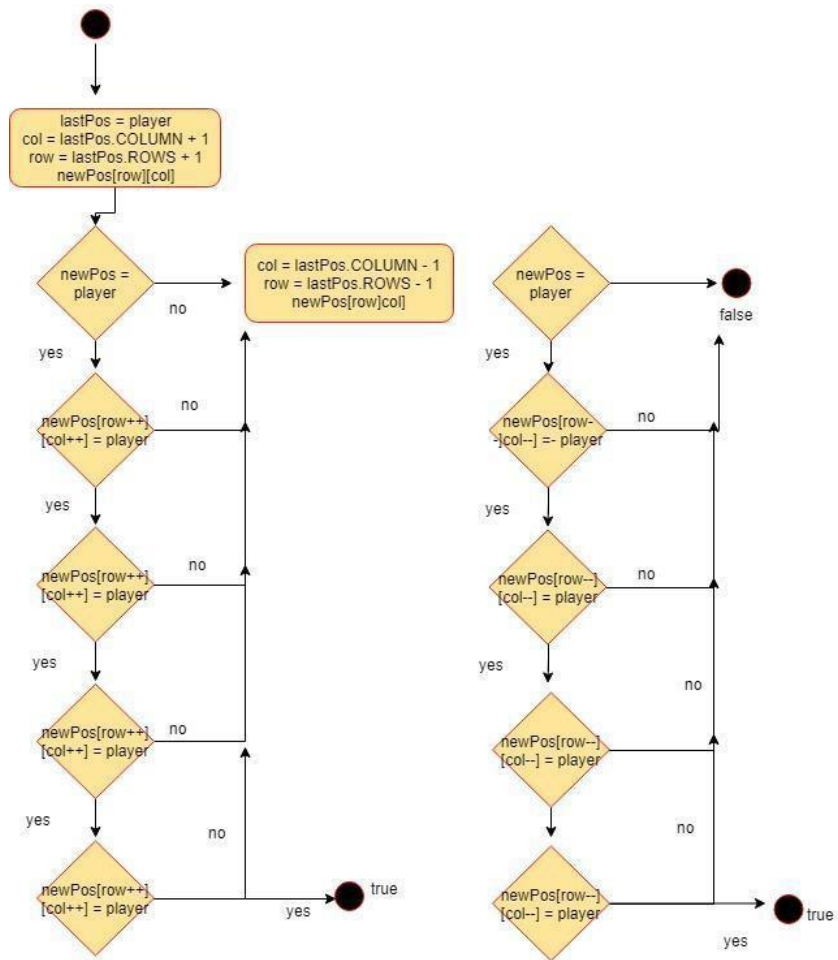 lastPos = player
col = lastPos.COLUMN + 1
row = lastPos.ROWS + 1
newPos[row][col]
newPos =
player
no
yes
col = lastPos.COLUMN - 1
row = lastPos.ROWS - 1
newPos[row]col]
newPos[row++]
[col++] = player
no
yes
newPos[row++]
[col++] = player
no
yes
newPos[row++]
[col++] = player
no
yes
newPos[row++]
[col++] = player
no
yes
true
newPos =
player
false
yes
newPos[row-
-][col--] =- player
no
yes
newPos[row--]
[col--] = player
no
yes
newPos[row--]
[col--] = player
no
newPos[row--]
[col--] = player
no
yes
true